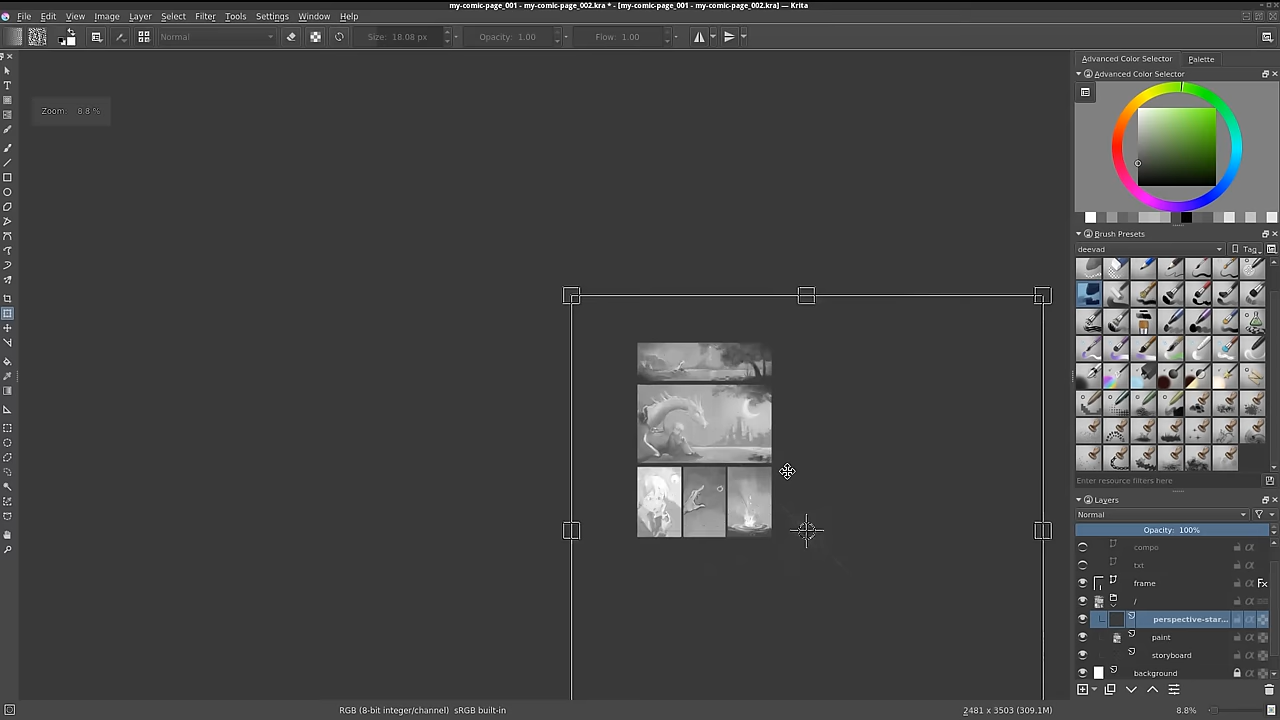 my-comic-page_001 - my-comic-page_002.kra * - [my-comic-page_001 - my-comic-page_002.kra] — Krita
File Edit View Image Layer Select Filter Tools Settings Window Help
Normal Size: 18.08 px Opacity: 1.00 Flow: 1.00
Advanced Color Selector Palette
Advanced Color Selector
Zoom 8.8 %
Brush Presets
deevad Tag
Enter resource filters here
Layers
Normal
Opacity: 100%
compo
txt
frame Fx
/
perspective-star...
paint
storyboard
background
RGB (8-bit integer/channel) sRGB built-in 2481 x 3503 (309.1M) 8.8%